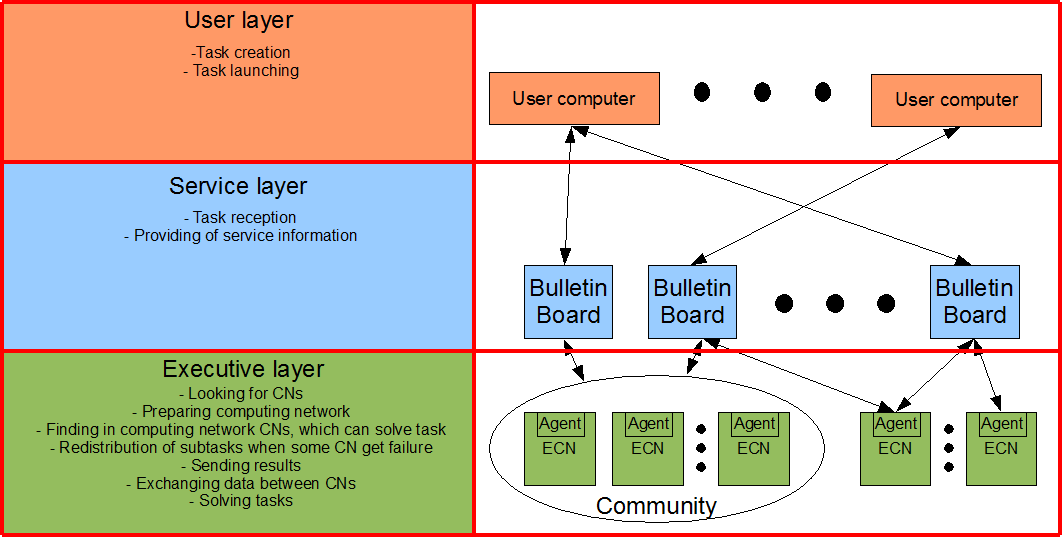 User layer
-Task creation
- Task launching
User computer
User computer
Service layer
- Task reception
- Providing of service information
Bulletin
Board
Bulletin
Board
Bulletin
Board
Executive layer
- Looking for CNs
- Preparing computing network
- Finding in computing network CNs, which can solve task
- Redistribution of subtasks when some CN get failure
- Sending results
- Exchanging data between CNs
- Solving tasks
Agent
ECN
Agent
ECN
Agent
ECN
Agent
ECN
Agent
ECN
Community